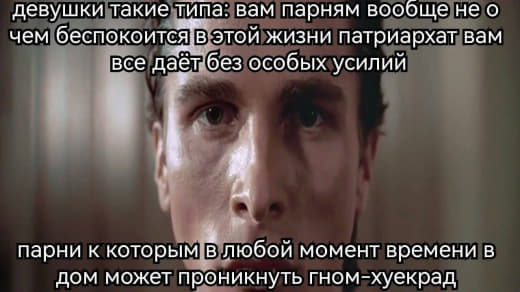 девушки такие типа: вам парням вообще не о
чем беспокоится в этой жизни патриархат вам
все даёт без особых усилий
парни к которым в любой момент времени в
дом может проникнуть гном-хуекрад